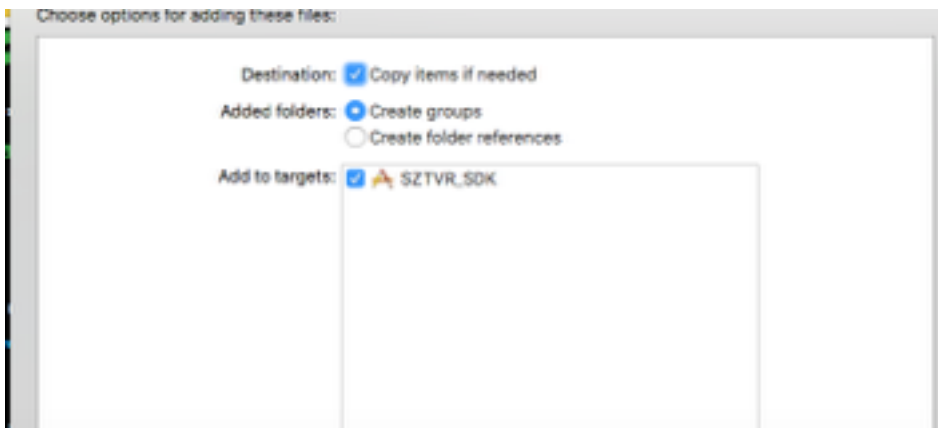 Choose options for adding these files:
Destination: Copy items if needed
Added folders: Create groups
Create folder references
Add to targets: SZTVR_SDK